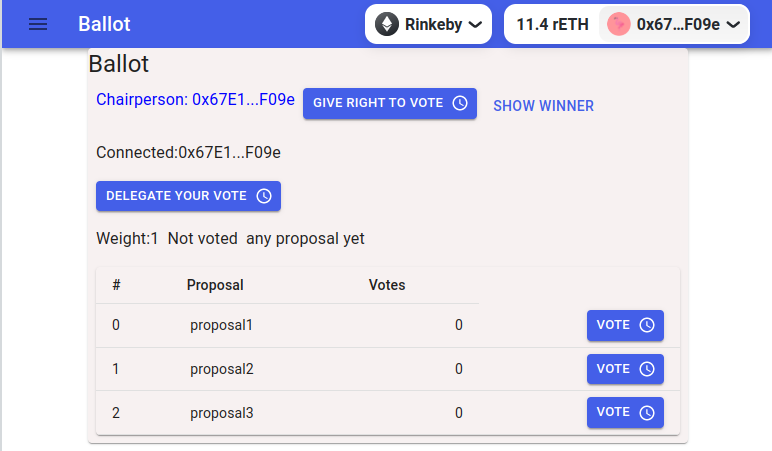 Ballot Rinkeby 11.4 rETH 0x67...F09e
Ballot
Chairperson: 0x67E1...F09e GIVE RIGHT TO VOTE SHOW WINNER
Connected:0x67E1...F09e
DELEGATE YOUR VOTE
Weight:1 Not voted any proposal yet
# Proposal Votes
0 proposal1 0 VOTE
1 proposal2 0 VOTE
2 proposal3 0 VOTE